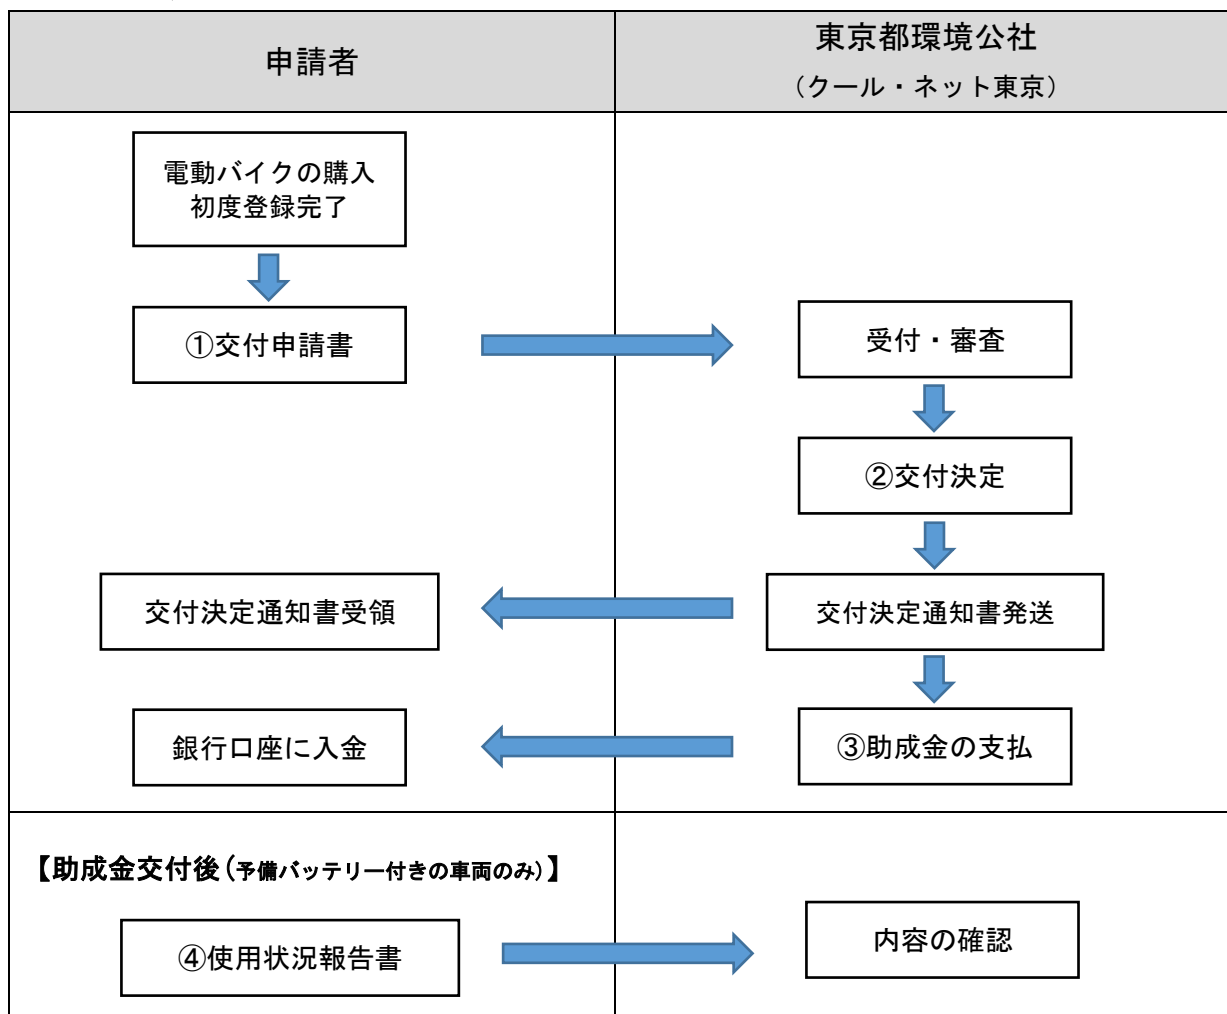 申請者
東京都環境公社
（クール・ネット東京）
電動バイクの購入
初度登録完了
①交付申請書
受付・審査
②交付決定
交付決定通知書受領
交付決定通知書発送
銀行口座に入金
③助成金の支払
【助成金交付後（予備バッテリー付きの車両のみ）】
④使用状況報告書
内容の確認